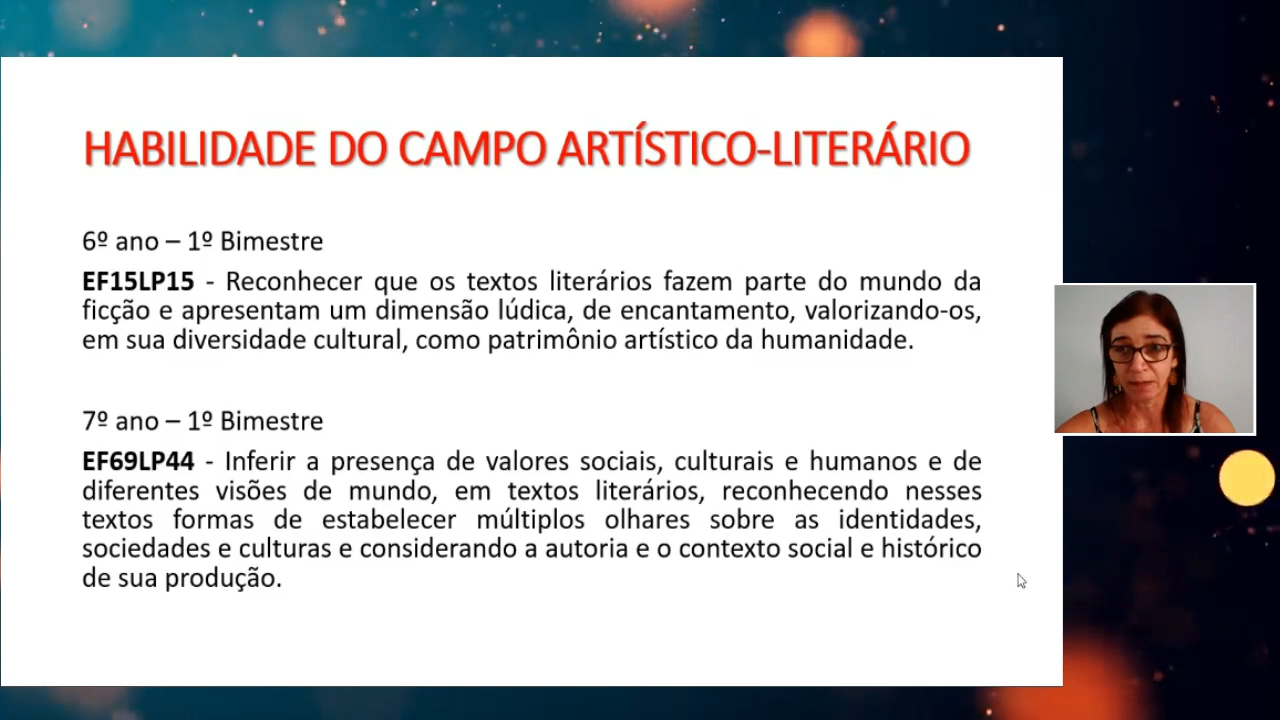 HABILIDADE DO CAMPO ARTÍSTICO-LITERÁRIO
6º ano – 1º Bimestre
EF15LP15 - Reconhecer que os textos literários fazem parte do mundo da
ficção e apresentam um dimensão lúdica, de encantamento, valorizando-os,
em sua diversidade cultural, como patrimônio artístico da humanidade.
7º ano – 1º Bimestre
EF69LP44 - Inferir a presença de valores sociais, culturais e humanos e de
diferentes visões de mundo, em textos literários, reconhecendo nesses
textos formas de estabelecer múltiplos olhares sobre as identidades,
sociedades e culturas e considerando a autoria e o contexto social e histórico
de sua produção.